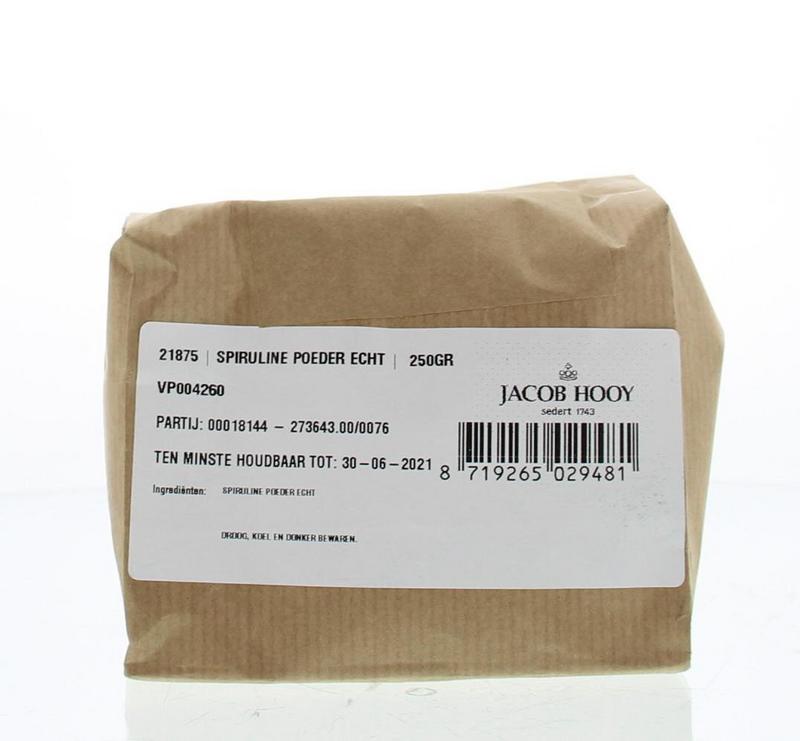 21875 | SPIRULINE POEDER ECHT | 250GR
VP004260
JACOB HOOY
sedert 1743
PARTIJ: 00018144 – 273643.00/0076
TEN MINSTE HOUDBAAR TOT: 30–06–2021
8 719265 029481
Ingrediënten: SPIRULINE POEDER ECHT
DROOG, KOEL EN DONKER BEWAREN.